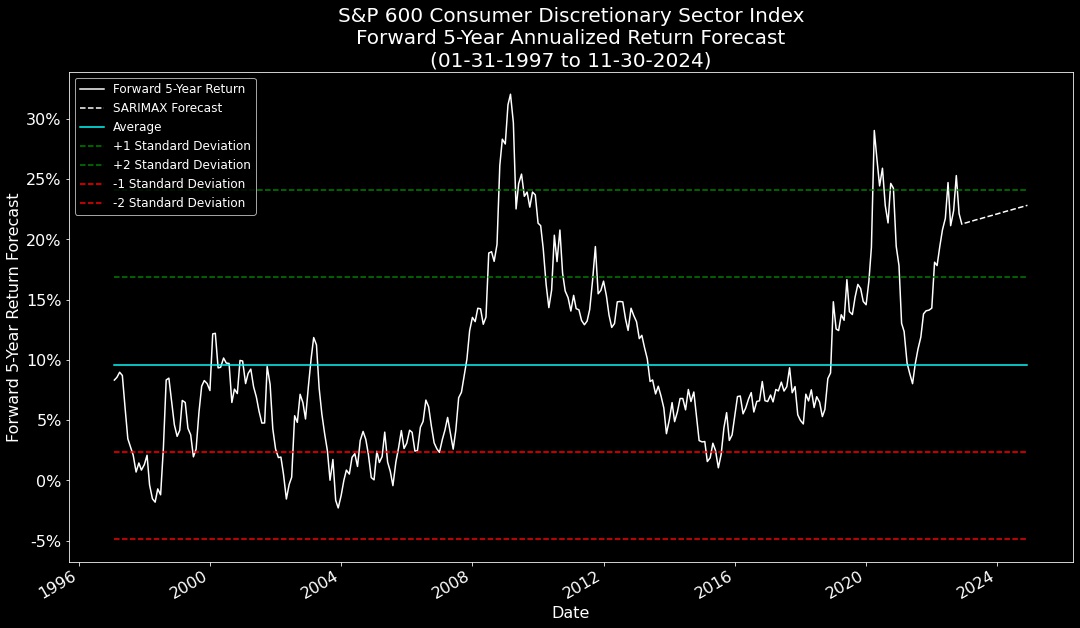 S&P 600 Consumer Discretionary Sector Index
Forward 5-Year Annualized Return Forecast
(01-31-1997 to 11-30-2024)
Forward 5-Year Return
SARIMAX Forecast
Average
+1 Standard Deviation
+2 Standard Deviation
-1 Standard Deviation
-2 Standard Deviation
Forward 5-Year Return Forecast
30%
25%
20%
15%
10%
5%
0%
-5%
1996
2000
2004
2008
2012
2016
2020
2024
Date